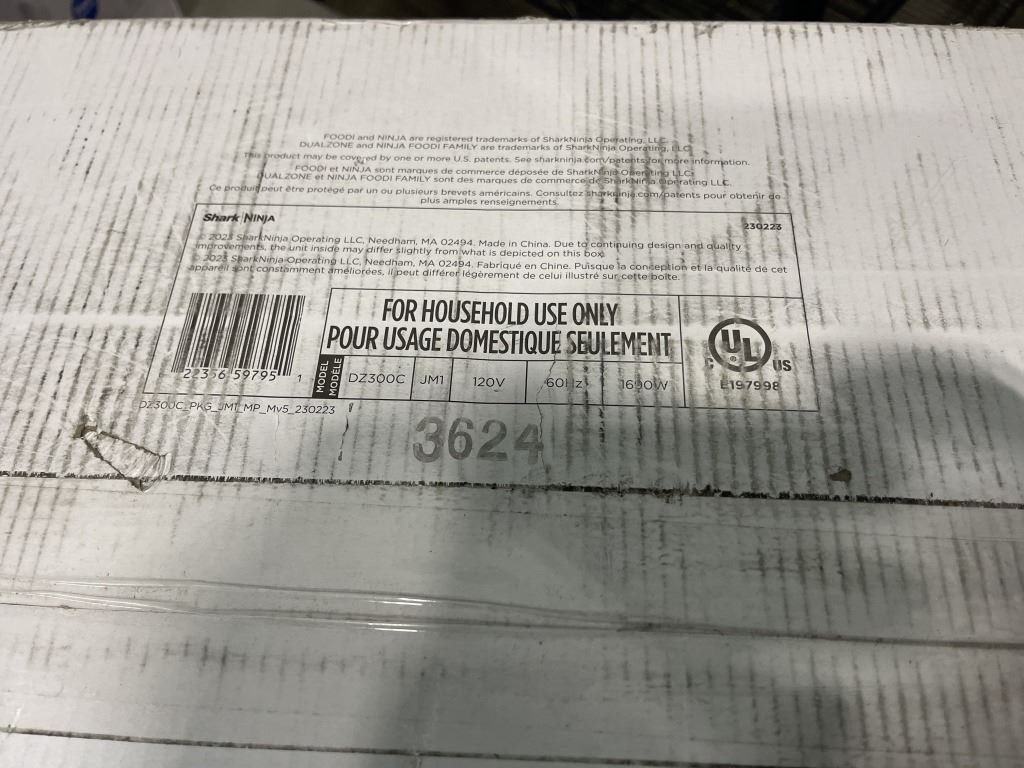 FOODI and NINJA are registered trademarks of SharkNinja Operating, LLC.
DUALZONE and NINJA FOODI FAMILY are trademarks of SharkNinja Operating, LLC.
This product may be covered by one or more U.S. patents. See sharkninja.com/patents for more information.
FOODI et NINJA sont marques de commerce déposée de SharkNinja Operating LLC.
DUALZONE et NINJA FOODI FAMILY sont des marques de commerce de SharkNinja Operating LLC.
Ce produit peut être protégé par un ou plusieurs brevets américains. Consultez sharkninja.com/patents pour obtenir de
plus amples renseignements.
Shark NINJA
230223
© 2023 SharkNinja Operating LLC, Needham, MA 02494. Made in China. Due to continuing design and quality
improvements, the unit inside may differ slightly from what is depicted on this box.
© 2023 SharkNinja Operating LLC, Needham, MA 02494. Fabriqué en Chine. Puisque la conception et la qualité de cet
appareil sont constamment améliorées, il peut différer légèrement de celui illustré sur cette boîte.
FOR HOUSEHOLD USE ONLY
POUR USAGE DOMESTIQUE SEULEMENT
22356 59795 1
MODEL
MODÈLE
DZ300C
JM1
120V
60Hz
1690W
C UL US
E197998
DZ300C_PKG_JM1_MP_Mv5_230223
3624